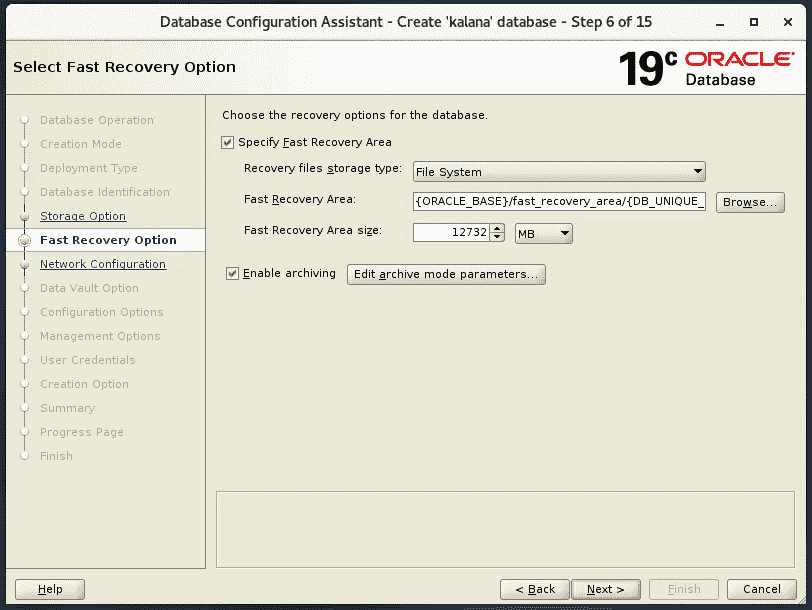 Database Configuration Assistant - Create 'kalana' database - Step 6 of 15
Select Fast Recovery Option
19c ORACLE Database
Database Operation
Creation Mode
Deployment Type
Database Identification
Storage Option
Fast Recovery Option
Network Configuration
Data Vault Option
Configuration Options
Management Options
User Credentials
Creation Option
Summary
Progress Page
Finish
Choose the recovery options for the database.
Specify Fast Recovery Area
Recovery files storage type: File System
Fast Recovery Area: {ORACLE_BASE}/fast_recovery_area/{DB_UNIQUE_ Browse...
Fast Recovery Area size: 12732 MB
Enable archiving Edit archive mode parameters...
Help < Back Next > Finish Cancel